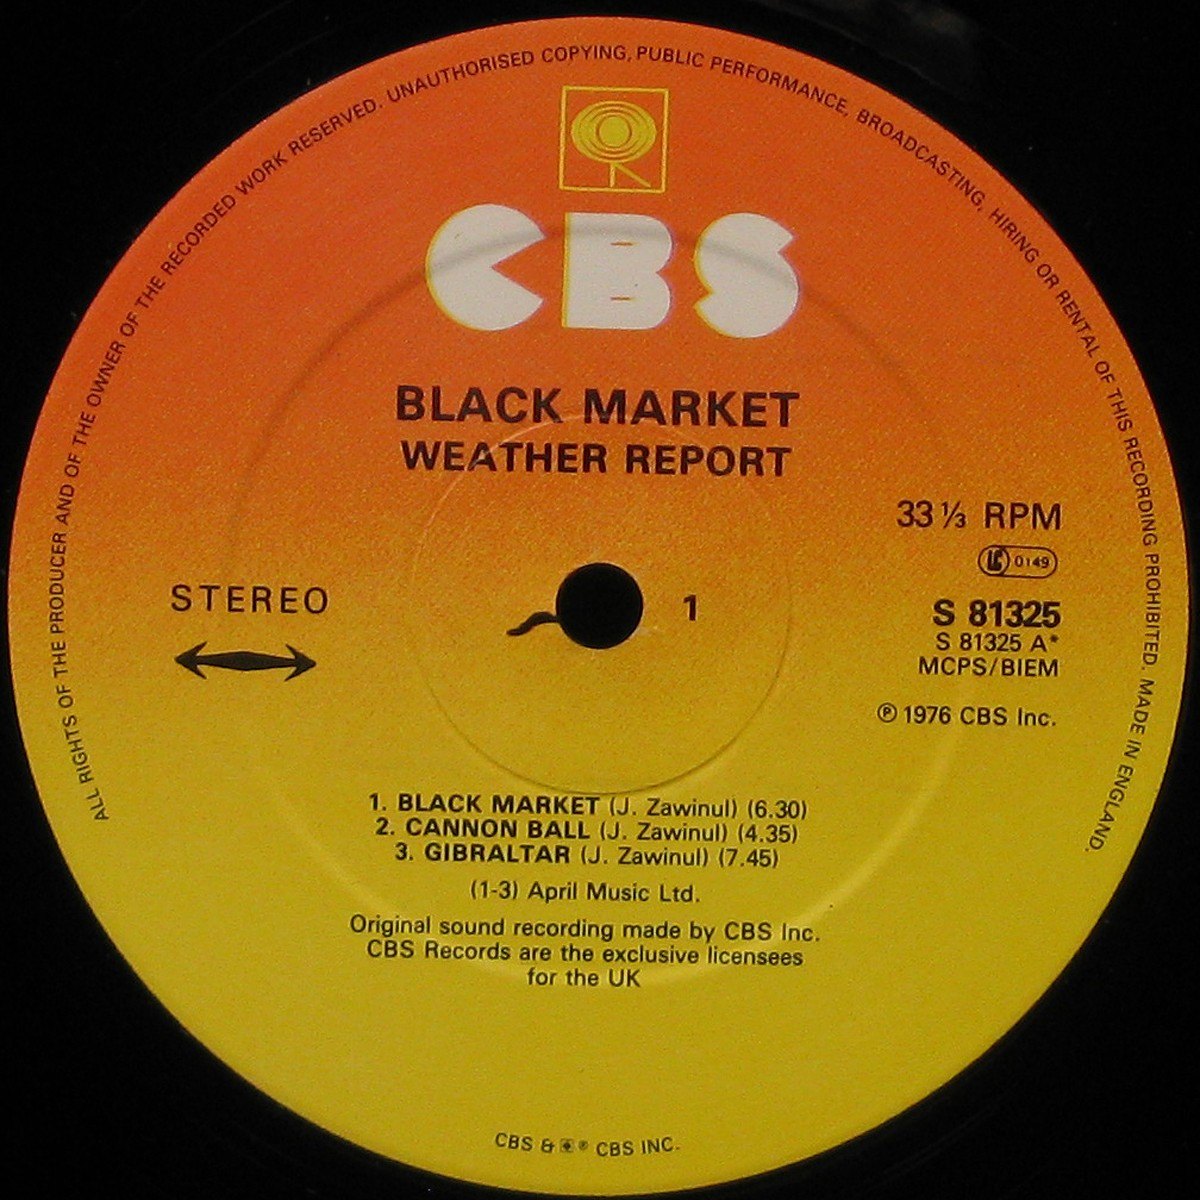 ALL RIGHTS OF THE PRODUCER AND OF THE OWNER OF THE RECORDED WORK RESERVED. UNAUTHORISED COPYING, PUBLIC PERFORMANCE, BROADCASTING, HIRING OR RENTAL OF THIS RECORDING PROHIBITED. MADE IN ENGLAND.
CBS
BLACK MARKET
WEATHER REPORT
33 ⅓ RPM
LC 0149
STEREO
1
S 81325
S 81325 A*
MCPS/BIEM
℗ 1976 CBS Inc.
1. BLACK MARKET (J. Zawinul) (6.30)
2. CANNON BALL (J. Zawinul) (4.35)
3. GIBRALTAR (J. Zawinul) (7.45)
(1-3) April Music Ltd.
Original sound recording made by CBS Inc.
CBS Records are the exclusive licensees
for the UK
CBS & ® CBS INC.